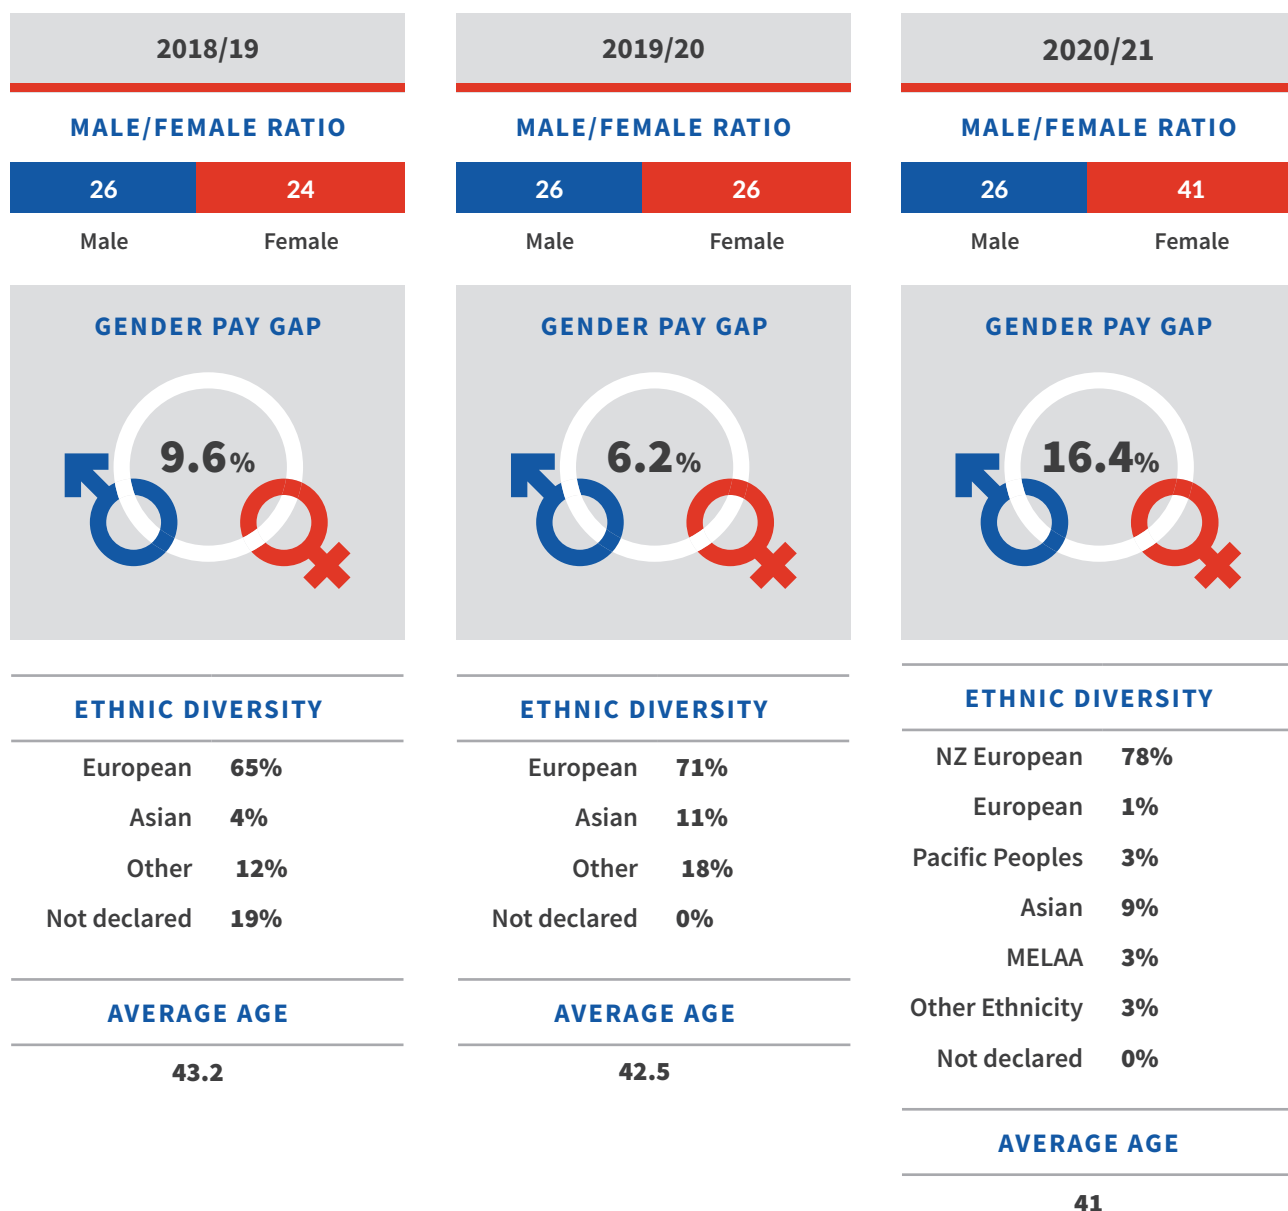 2018/19
MALE/FEMALE RATIO
26 24
Male Female
GENDER PAY GAP
9.6%
ETHNIC DIVERSITY
European 65%
Asian 4%
Other 12%
Not declared 19%
AVERAGE AGE
43.2
2019/20
MALE/FEMALE RATIO
26 26
Male Female
GENDER PAY GAP
6.2%
ETHNIC DIVERSITY
European 71%
Asian 11%
Other 18%
Not declared 0%
AVERAGE AGE
42.5
2020/21
MALE/FEMALE RATIO
26 41
Male Female
GENDER PAY GAP
16.4%
ETHNIC DIVERSITY
NZ European 78%
European 1%
Pacific Peoples 3%
Asian 9%
MELAA 3%
Other Ethnicity 3%
Not declared 0%
AVERAGE AGE
41